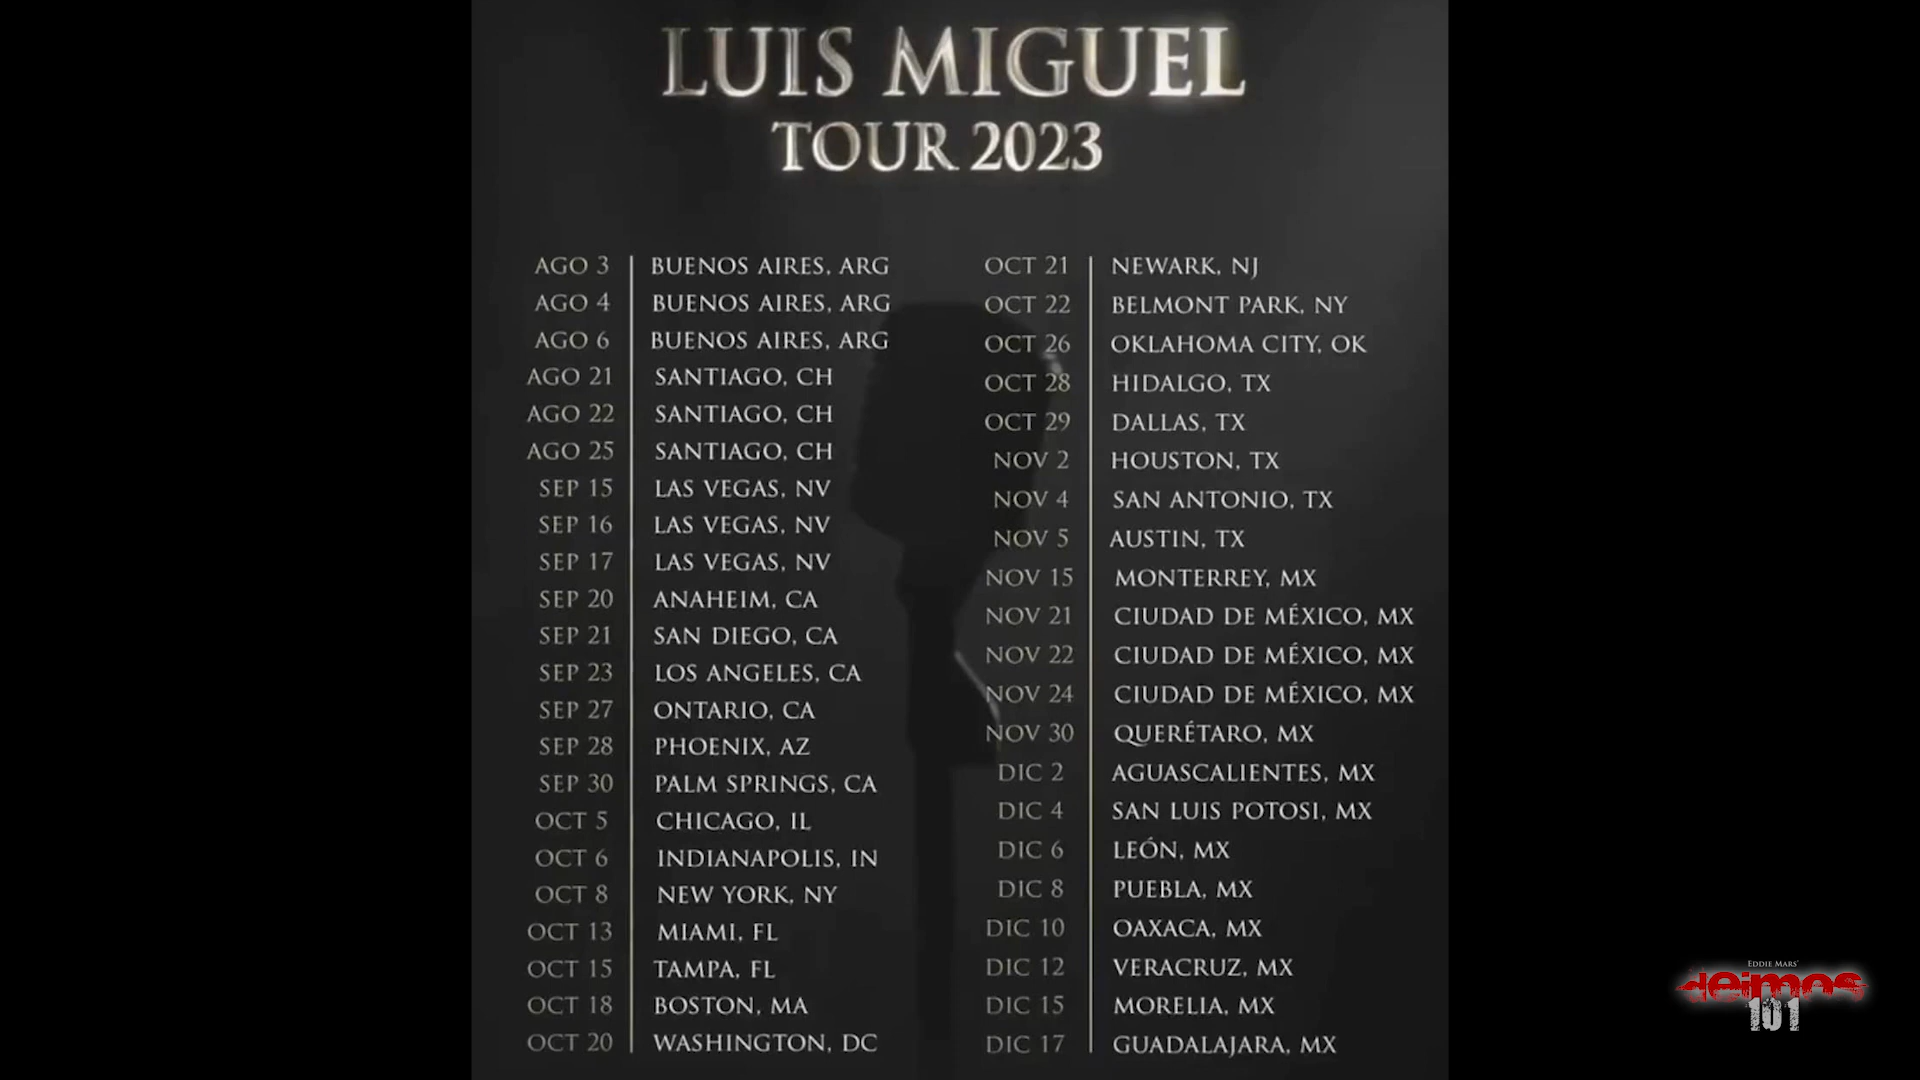 LUIS MIGUEL
TOUR 2023
AGO 3 BUENOS AIRES, ARG
AGO 4 BUENOS AIRES, ARG
AGO 6 BUENOS AIRES, ARG
AGO 21 SANTIAGO, CH
AGO 22 SANTIAGO, CH
AGO 25 SANTIAGO, CH
SEP 15 LAS VEGAS, NV
SEP 16 LAS VEGAS, NV
SEP 17 LAS VEGAS, NV
SEP 20 ANAHEIM, CA
SEP 21 SAN DIEGO, CA
SEP 23 LOS ANGELES, CA
SEP 27 ONTARIO, CA
SEP 28 PHOENIX, AZ
SEP 30 PALM SPRINGS, CA
OCT 5 CHICAGO, IL
OCT 6 INDIANAPOLIS, IN
OCT 8 NEW YORK, NY
OCT 13 MIAMI, FL
OCT 15 TAMPA, FL
OCT 18 BOSTON, MA
OCT 20 WASHINGTON, DC
OCT 21 NEWARK, NJ
OCT 22 BELMONT PARK, NY
OCT 26 OKLAHOMA CITY, OK
OCT 28 HIDALGO, TX
OCT 29 DALLAS, TX
NOV 2 HOUSTON, TX
NOV 4 SAN ANTONIO, TX
NOV 5 AUSTIN, TX
NOV 15 MONTERREY, MX
NOV 21 CIUDAD DE MÉXICO, MX
NOV 22 CIUDAD DE MÉXICO, MX
NOV 24 CIUDAD DE MÉXICO, MX
NOV 30 QUERÉTARO, MX
DIC 2 AGUASCALIENTES, MX
DIC 4 SAN LUIS POTOSI, MX
DIC 6 LEÓN, MX
DIC 8 PUEBLA, MX
DIC 10 OAXACA, MX
DIC 12 VERACRUZ, MX
DIC 15 MORELIA, MX
DIC 17 GUADALAJARA, MX
EDDIE MARS'
deimos
101